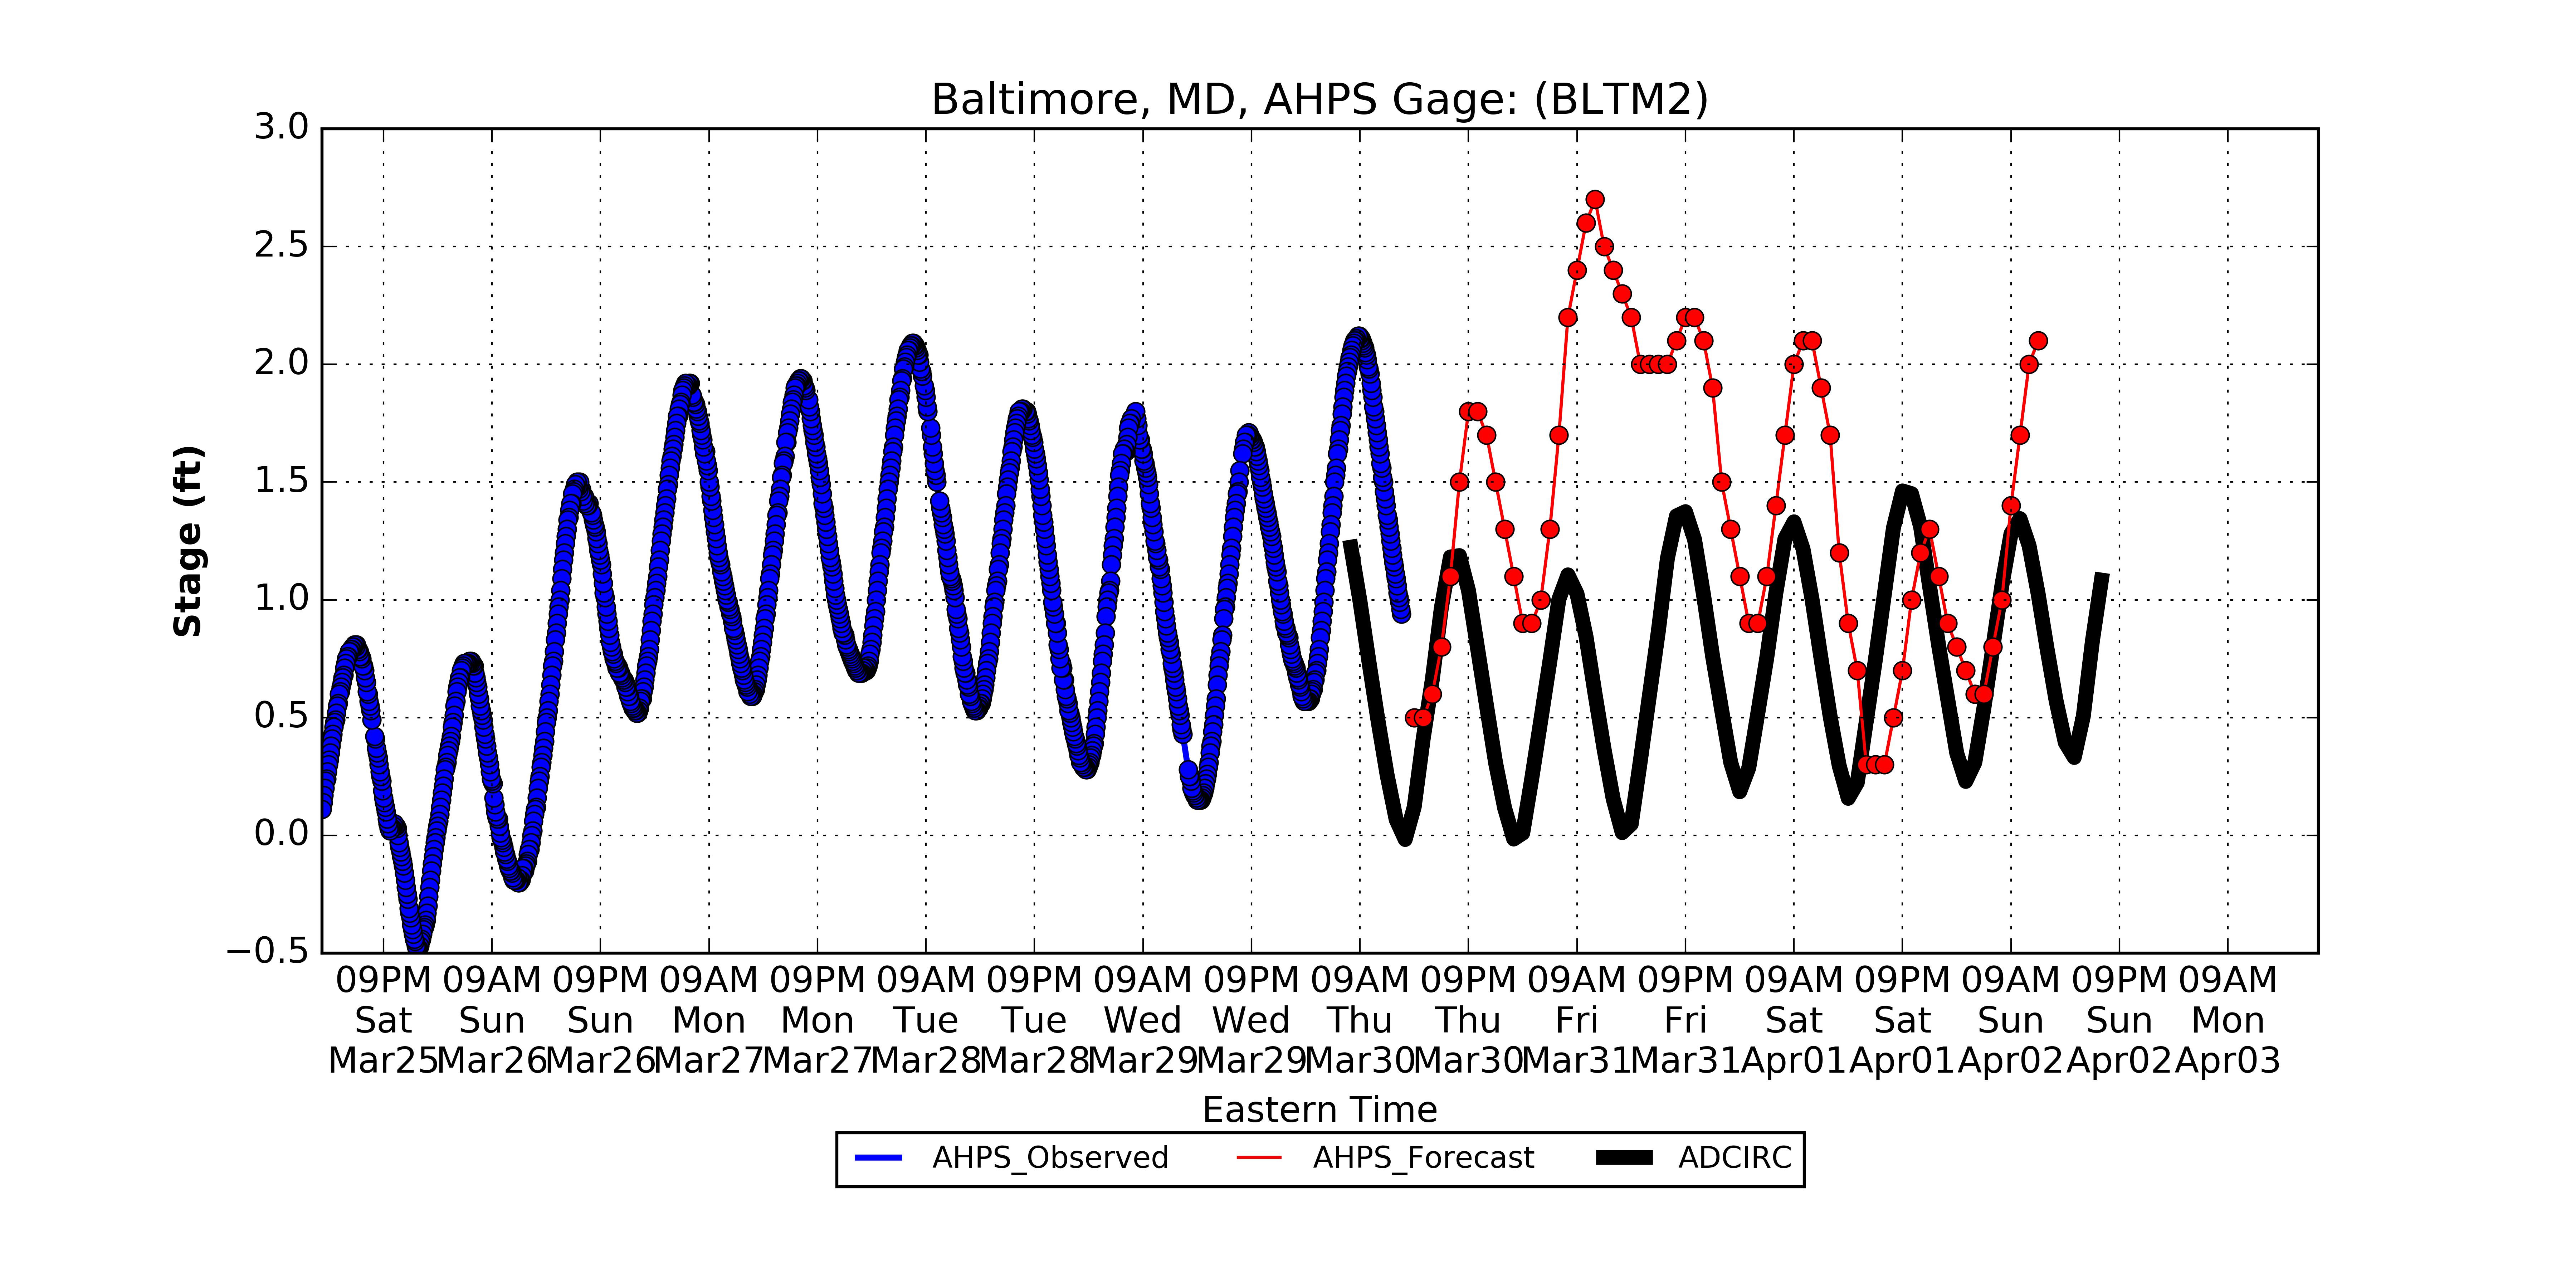 Baltimore, MD, AHPS Gage: (BLTM2)
3.0
2.5
2.0
1.5
1.0
0.5
0.0
−0.5
Stage (ft)
09PM 09AM 09PM 09AM 09PM 09AM 09PM 09AM 09PM 09AM 09PM 09AM 09PM 09AM 09PM 09AM 09PM 09AM
Sat Sun Sun Mon Mon Tue Tue Wed Wed Thu Thu Fri Fri Sat Sat Sun Sun Mon
Mar25 Mar26 Mar26 Mar27 Mar27 Mar28 Mar28 Mar29 Mar29 Mar30 Mar30 Mar31 Mar31 Apr01 Apr01 Apr02 Apr02 Apr03
Eastern Time
AHPS_Observed AHPS_Forecast ADCIRC